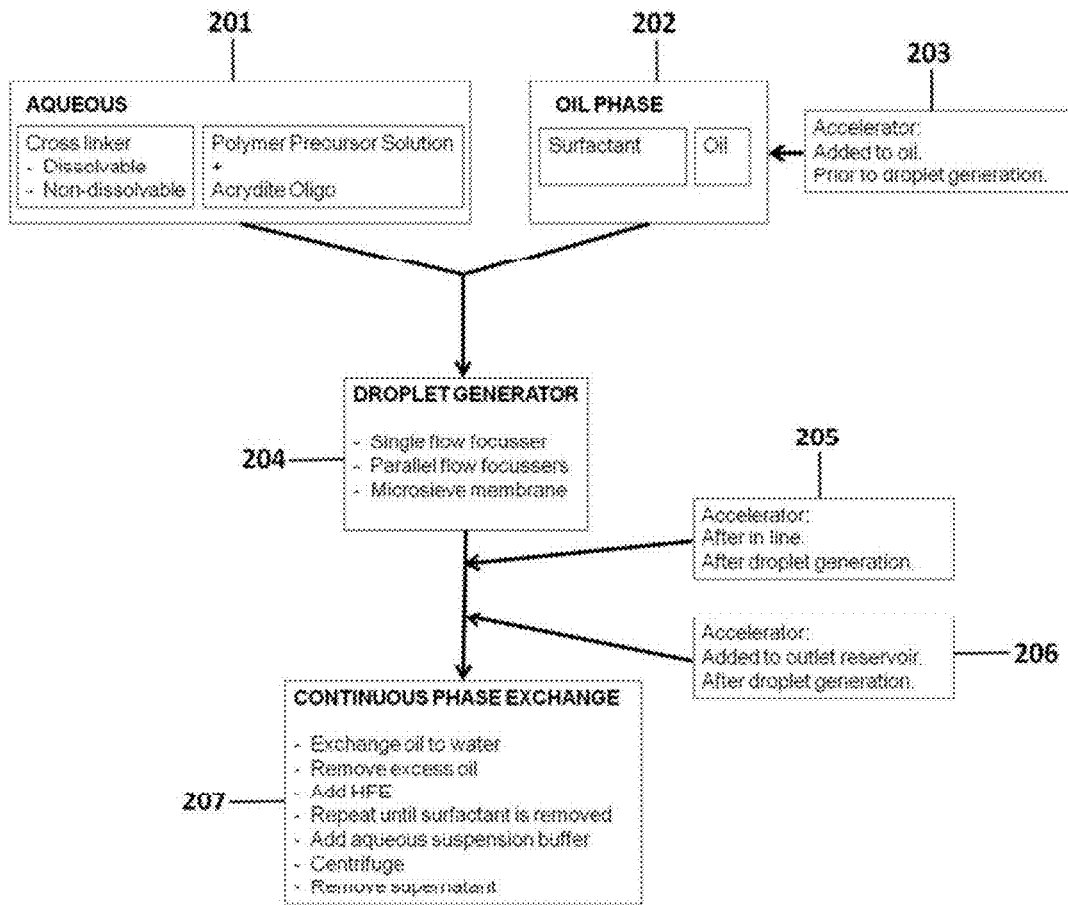 201
202
203
AQUEOUS
Cross linker
- Dissolvable
- Non-dissolvable
Polymer Precursor Solution
+
Acrydite Oligo
OIL PHASE
Surfactant
Oil
Accelerator:
Added to oil.
Prior to droplet generation.
DROPLET GENERATOR
- Single flow focusser
- Parallel flow focussers
- Microsieve membrane
204
205
Accelerator:
After in line.
After droplet generation.
Accelerator:
Added to outlet reservoir.
After droplet generation.
206
CONTINUOUS PHASE EXCHANGE
- Exchange oil to water
- Remove excess oil
- Add HFE
- Repeat until surfactant is removed
- Add aqueous suspension buffer
- Centrifuge
- Remove supernatant
207